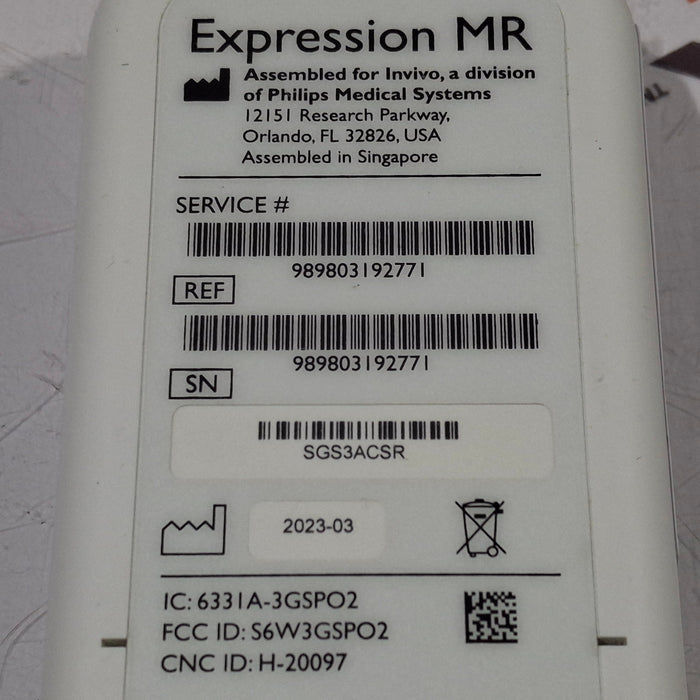 Expression MR
Assembled for Invivo, a division
of Philips Medical Systems
12151 Research Parkway,
Orlando, FL 32826, USA
Assembled in Singapore
SERVICE #
989803192771
REF
989803192771
SN
SGS3ACSR
2023-03
IC: 6331A-3GSPO2
FCC ID: S6W3GSPO2
CNC ID: H-20097